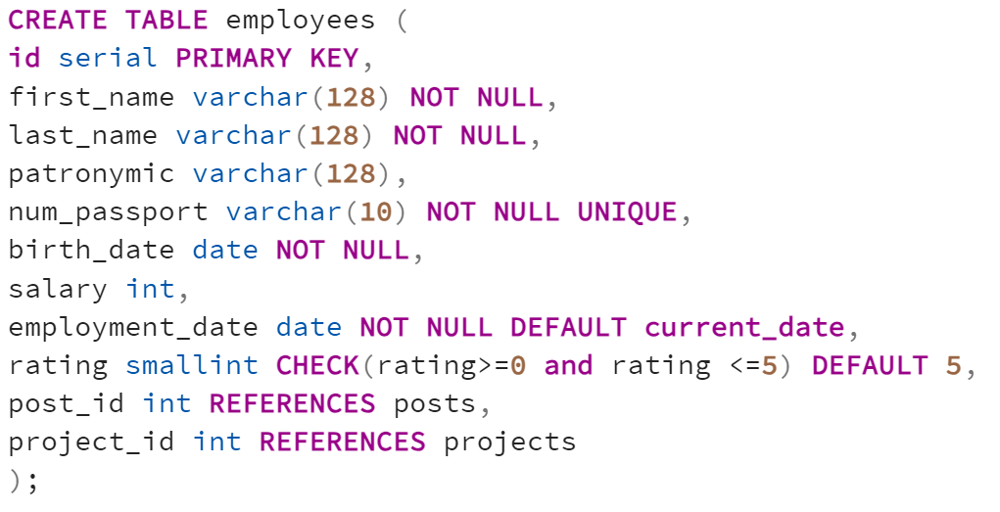 CREATE TABLE employees (
id serial PRIMARY KEY,
first_name varchar(128) NOT NULL,
last_name varchar(128) NOT NULL,
patronymic varchar(128),
num_passport varchar(10) NOT NULL UNIQUE,
birth_date date NOT NULL,
salary int,
employment_date date NOT NULL DEFAULT current_date,
rating smallint CHECK(rating>=0 and rating <=5) DEFAULT 5,
post_id int REFERENCES posts,
project_id int REFERENCES projects
);